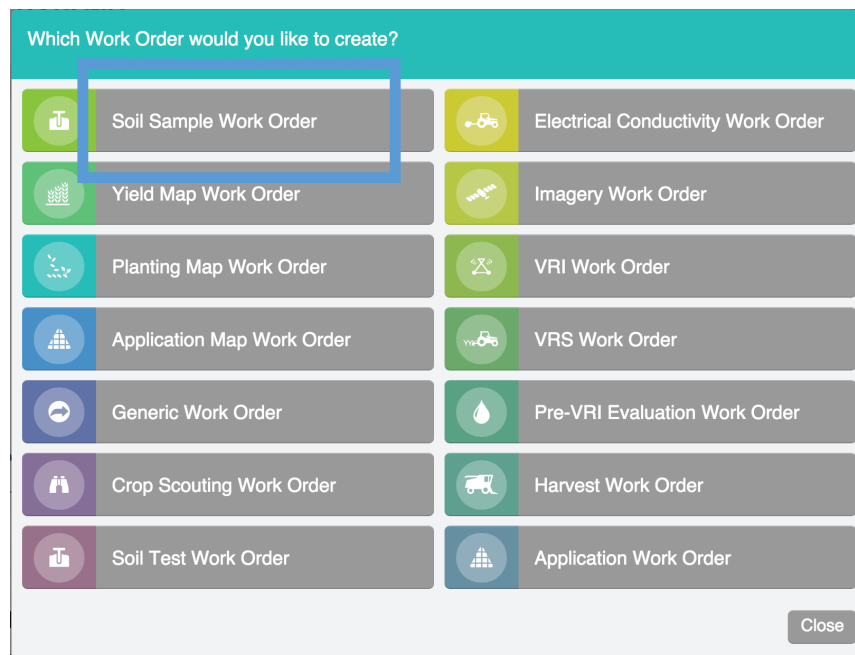 Which Work Order would you like to create?
Soil Sample Work Order
Electrical Conductivity Work Order
Yield Map Work Order
Imagery Work Order
Planting Map Work Order
VRI Work Order
Application Map Work Order
VRS Work Order
Generic Work Order
Pre-VRI Evaluation Work Order
Crop Scouting Work Order
Harvest Work Order
Soil Test Work Order
Application Work Order
Close